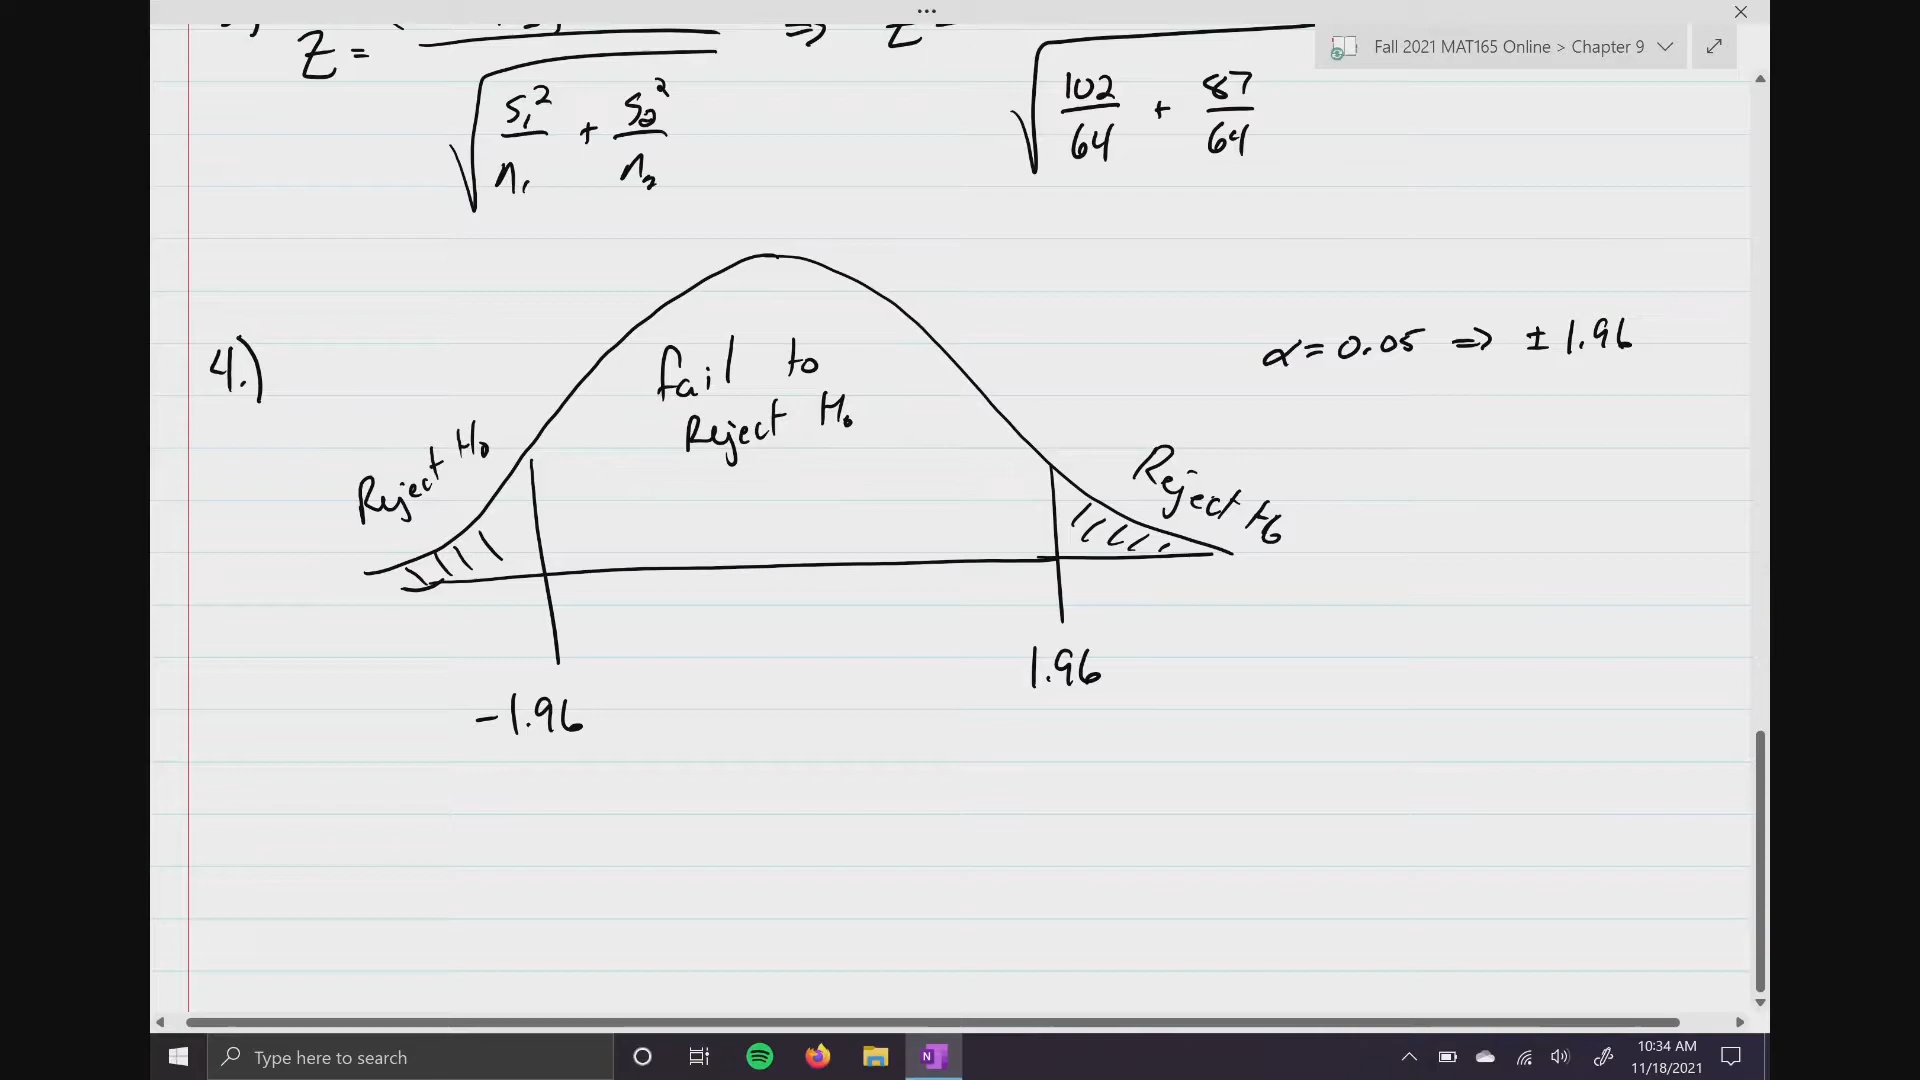 Fall 2021 MAT165 Online > Chapter 9
Z = ⇒ Z =
√(S₁²/n₁ + S₂²/n₂) √(102/64 + 87/64)
4.)
α = 0.05 ⇒ ± 1.96
fail to
Reject H₀
Reject H₀
Reject H₀
-1.96
1.96
Type here to search
10:34 AM
11/18/2021